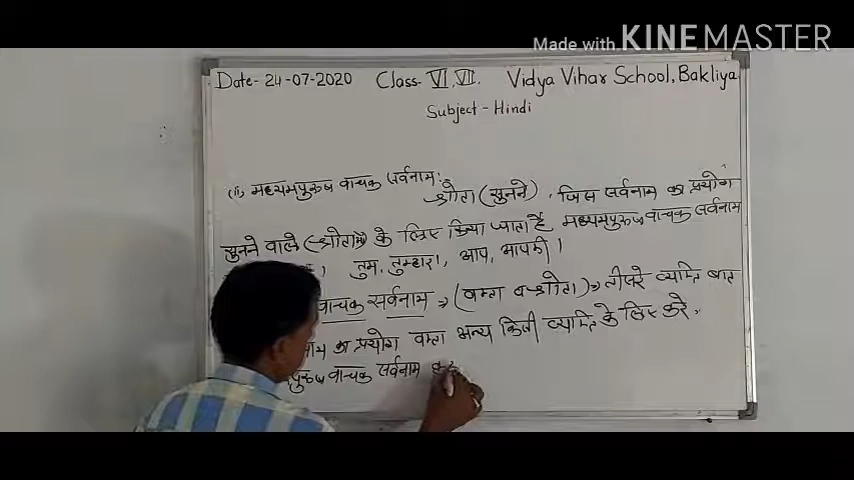 Made with KINEMASTER
Date- 24-07-2020 Class- VI, VII. Vidya Vihar School, Bakliya
Subject - Hindi
(ii) मध्यमपुरुष वाचक सर्वनाम:
श्रोता (सुनने), जिस सर्वनाम का प्रयोग
सुनने वाले (श्रोता) के लिए किया जाता है मध्यमपुरुष वाचक सर्वनाम
तुम, तुम्हारा, आप, आपकी।
वाचक सर्वनाम → (वक्ता व श्रोता) → तीसरे व्यक्ति बात
का प्रयोग वक्ता अन्य किसी व्यक्ति के लिए करे,
पुरुष वाचक सर्वनाम